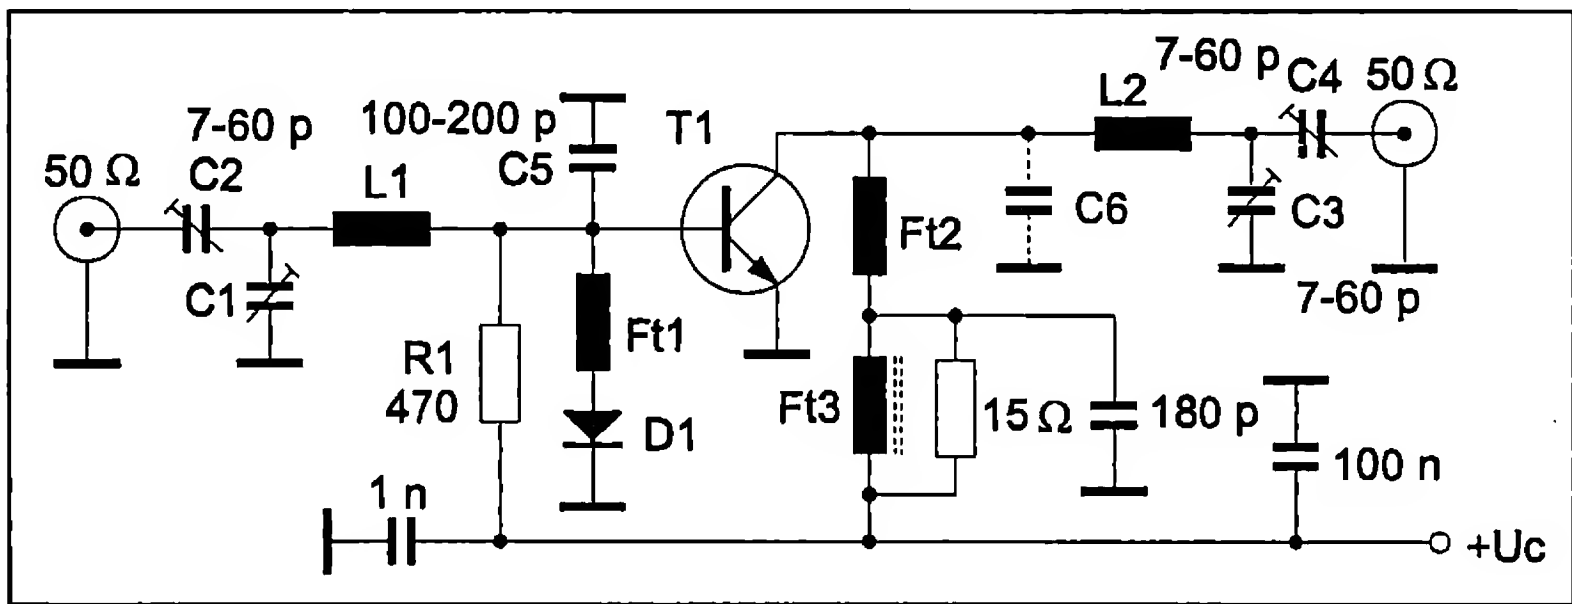 50 Ω
7-60 p
C2
C1
L1
100-200 p
C5
T1
R1
470
Ft1
D1
1 n
Ft2
Ft3
15 Ω
180 p
C6
L2
7-60 p
C4
50 Ω
C3
7-60 p
100 n
+Uc